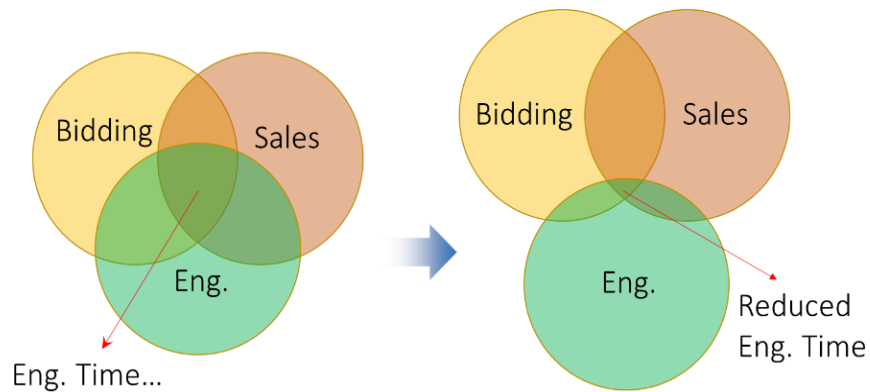 Bidding
Sales
Eng.
Eng. Time...
Bidding
Sales
Eng.
Reduced
Eng. Time